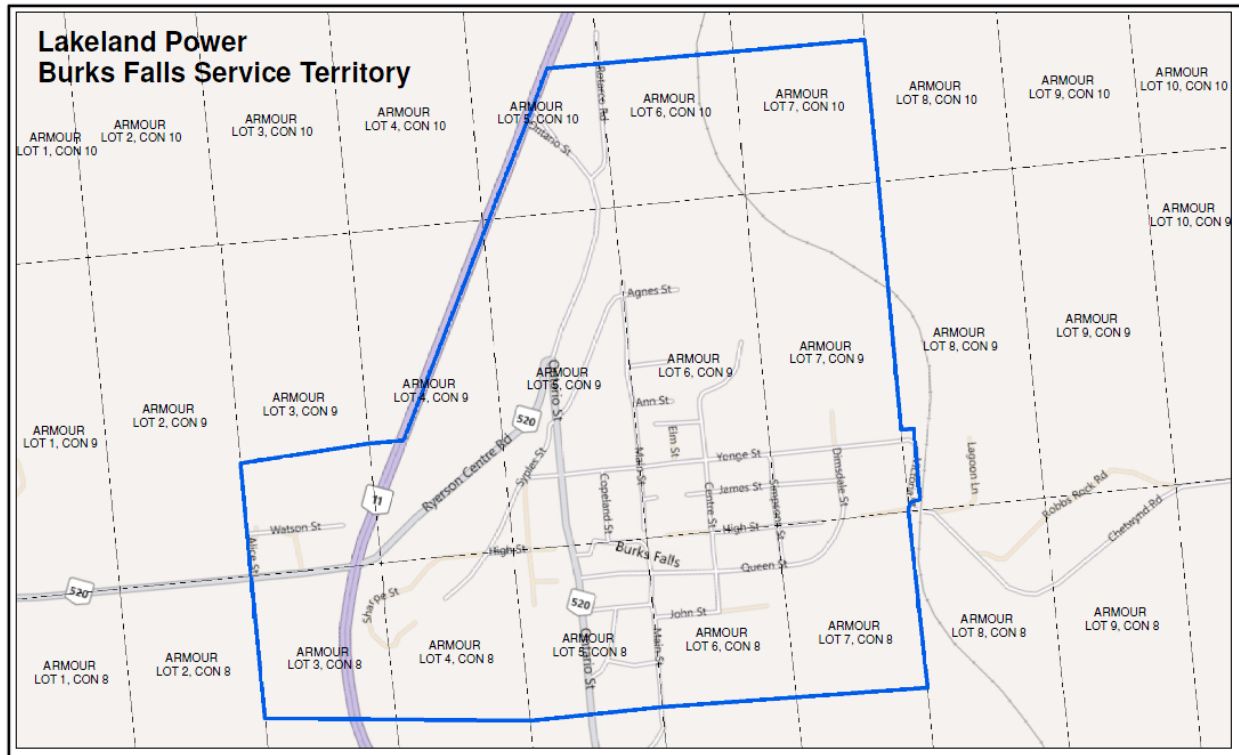 Lakeland Power
Burks Falls Service Territory
ARMOUR
LOT 1, CON 10
ARMOUR
LOT 2, CON 10
ARMOUR
LOT 3, CON 10
ARMOUR
LOT 4, CON 10
ARMOUR
LOT 5, CON 10
ARMOUR
LOT 6, CON 10
ARMOUR
LOT 7, CON 10
ARMOUR
LOT 8, CON 10
ARMOUR
LOT 9, CON 10
ARMOUR
LOT 10, CON 10
Ontario St
ARMOUR
LOT 10, CON 9
Agnes St
ARMOUR
LOT 1, CON 9
ARMOUR
LOT 2, CON 9
ARMOUR
LOT 3, CON 9
ARMOUR
LOT 4, CON 9
ARMOUR
LOT 5, CON 9
ARMOUR
LOT 6, CON 9
ARMOUR
LOT 7, CON 9
ARMOUR
LOT 8, CON 9
ARMOUR
LOT 9, CON 9
Ontario St
520
Ryerson Centre Rd
Syples St
Ann St
Elm St
Main St
Yonge St
Dimsdale St
Lagoon Ln
Bobbs Rock Rd
Chetwynd Rd
11
Copeland St
James St
Centre St
Simpsons St
Watson St
Alice St
High St
High St
Burks Falls
Queen St
520
Sharpe St
520
John St
ARMOUR
LOT 1, CON 8
ARMOUR
LOT 2, CON 8
ARMOUR
LOT 3, CON 8
ARMOUR
LOT 4, CON 8
ARMOUR
LOT 5, CON 8
ARMOUR
LOT 6, CON 8
ARMOUR
LOT 7, CON 8
ARMOUR
LOT 8, CON 8
ARMOUR
LOT 9, CON 8
Ontario St
Main St